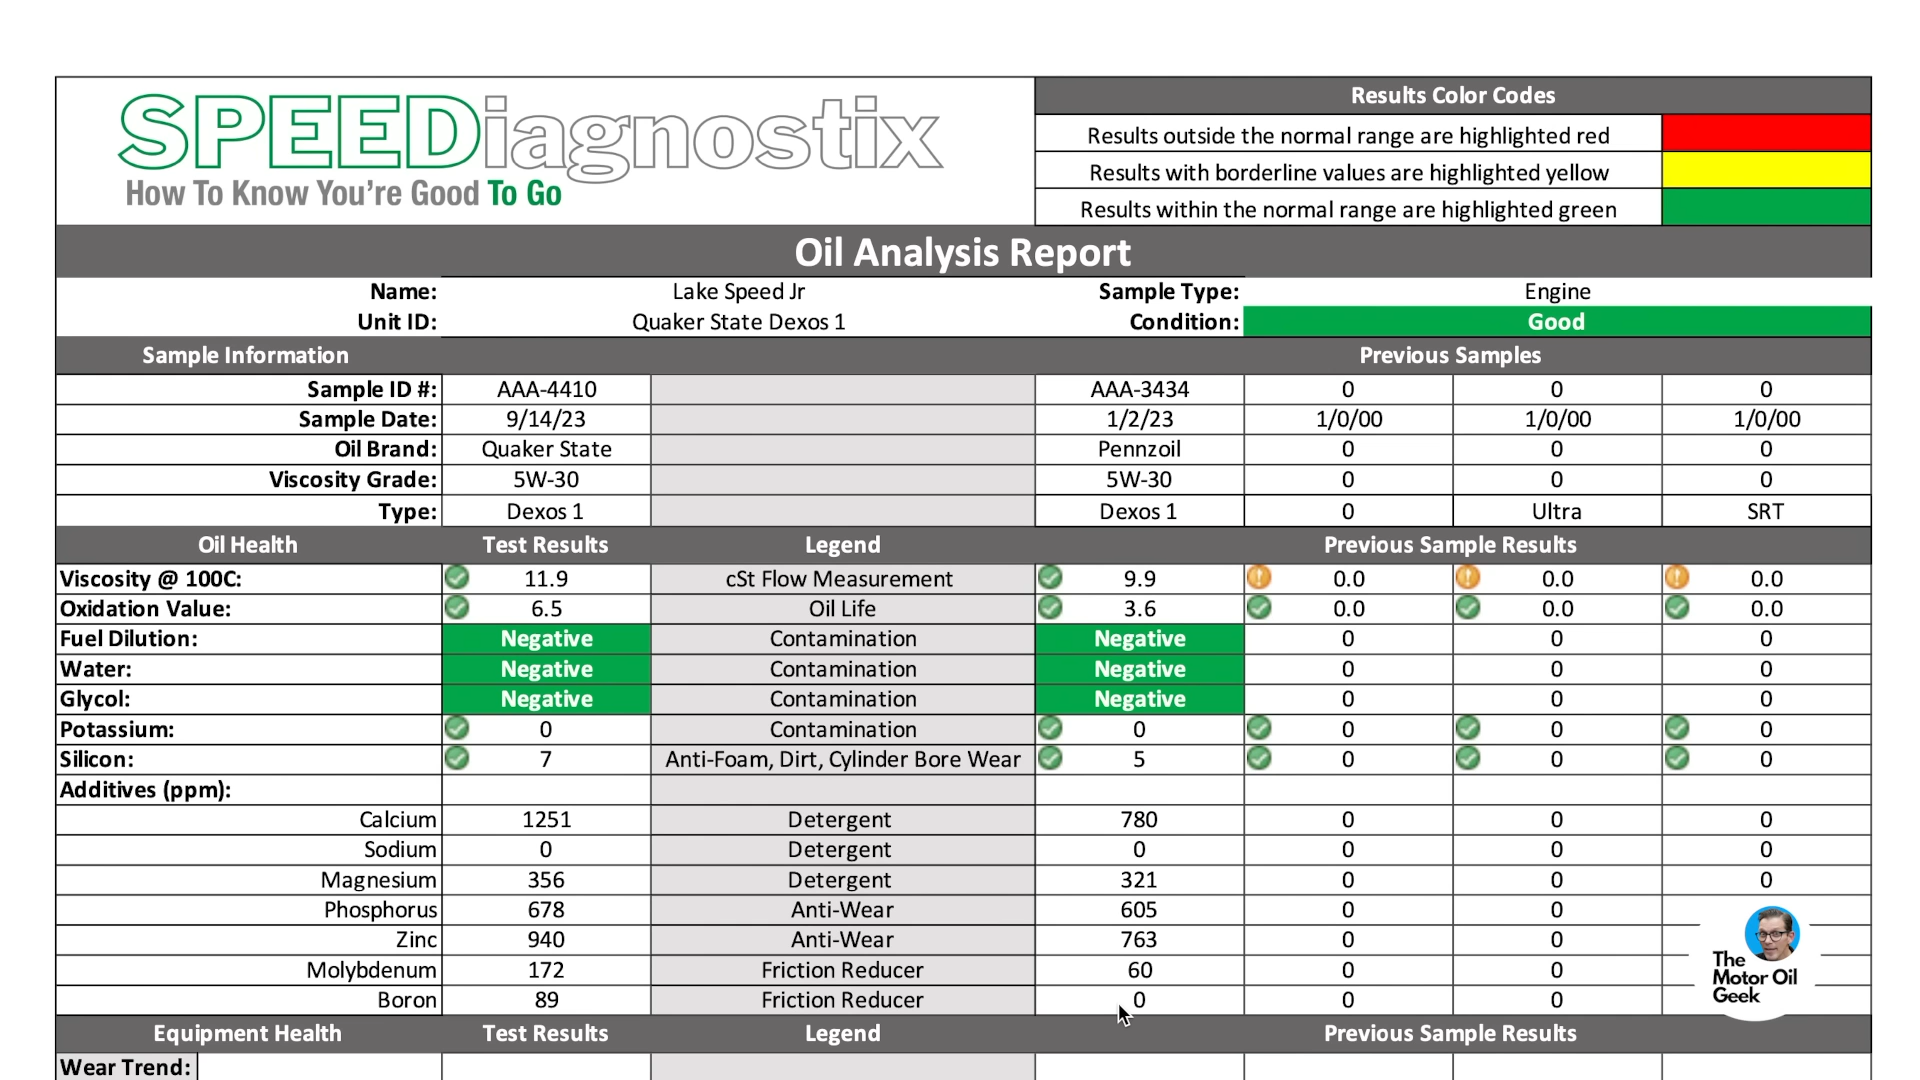 SPEEDiagnostix
How To Know You're Good To Go
Results Color Codes
Results outside the normal range are highlighted red
Results with borderline values are highlighted yellow
Results within the normal range are highlighted green
Oil Analysis Report
Name: Lake Speed Jr Sample Type: Engine
Unit ID: Quaker State Dexos 1 Condition: Good
Sample Information Previous Samples
Sample ID #: AAA-4410 AAA-3434 0 0 0
Sample Date: 9/14/23 1/2/23 1/0/00 1/0/00 1/0/00
Oil Brand: Quaker State Pennzoil 0 0 0
Viscosity Grade: 5W-30 5W-30 0 0 0
Type: Dexos 1 Dexos 1 0 Ultra SRT
Oil Health Test Results Legend Previous Sample Results
Viscosity @ 100C: 11.9 cSt Flow Measurement 9.9 0.0 0.0 0.0
Oxidation Value: 6.5 Oil Life 3.6 0.0 0.0 0.0
Fuel Dilution: Negative Contamination Negative 0 0 0
Water: Negative Contamination Negative 0 0 0
Glycol: Negative Contamination Negative 0 0 0
Potassium: 0 Contamination 0 0 0 0
Silicon: 7 Anti-Foam, Dirt, Cylinder Bore Wear 5 0 0 0
Additives (ppm):
Calcium 1251 Detergent 780 0 0 0
Sodium 0 Detergent 0 0 0 0
Magnesium 356 Detergent 321 0 0 0
Phosphorus 678 Anti-Wear 605 0 0
Zinc 940 Anti-Wear 763 0 0
Molybdenum 172 Friction Reducer 60 0 0
Boron 89 Friction Reducer 0 0 0
The
Motor Oil
Geek
Equipment Health Test Results Legend Previous Sample Results
Wear Trend: